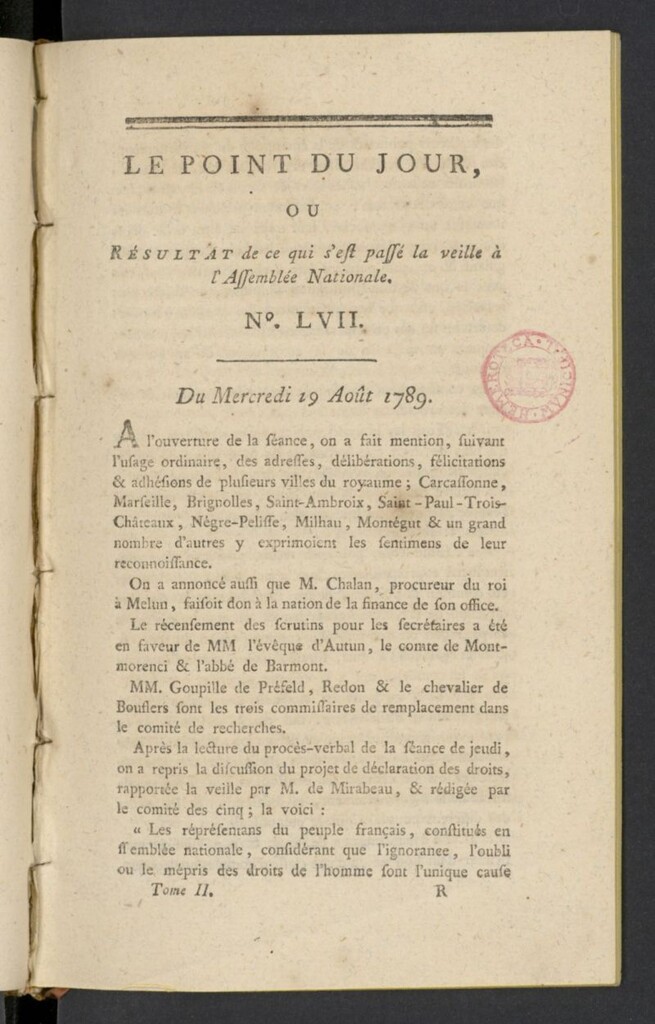 LE POINT DU JOUR,
OU
RÉSULTAT de ce qui s'eſt paſſé la veille à
l'Aſſemblée Nationale.
Nº. LVII.
Du Mercredi 19 Août 1789.
A l'ouverture de la ſéance, on a fait mention, ſuivant
l'uſage ordinaire, des adreſſes, délibérations, félicitations
& adhéſions de pluſieurs villes du royaume ; Carcaſſonne,
Marſeille, Brignolles, Saint-Ambroix, Saint-Paul-Trois-
Châteaux, Négre-Peliſſe, Milhau, Montégut & un grand
nombre d'autres y exprimoient les ſentimens de leur
reconnoiſſance.
On a annoncé auſſi que M. Chalan, procureur du roi
à Melun, faiſoit don à la nation de la finance de ſon office.
Le récenſement des ſcrutins pour les ſecrétaires a été
en faveur de MM l'évêque d'Autun, le comte de Mont-
morenci & l'abbé de Barmont.
MM. Goupille de Préfeld, Redon & le chevalier de
Bouflers ſont les trois commiſſaires de remplacement dans
le comité de recherches.
Après la lecture du procès-verbal de la ſéance de jeudi,
on a repris la diſcuſſion du projet de déclaration des droits,
rapportée la veille par M. de Mirabeau, & rédigée par
le comité des cinq ; la voici :
« Les répréſentans du peuple français, conſtitués en
ſſemblée nationale, conſidérant que l'ignorance, l'oubli
ou le mépris des droits de l'homme ſont l'unique cauſe
Tome II. R
HEMEROTECA